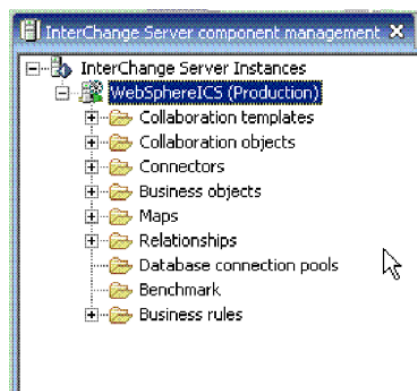 InterChange Server component management
InterChange Server Instances
WebSphereICS (Production)
Collaboration templates
Collaboration objects
Connectors
Business objects
Maps
Relationships
Database connection pools
Benchmark
Business rules